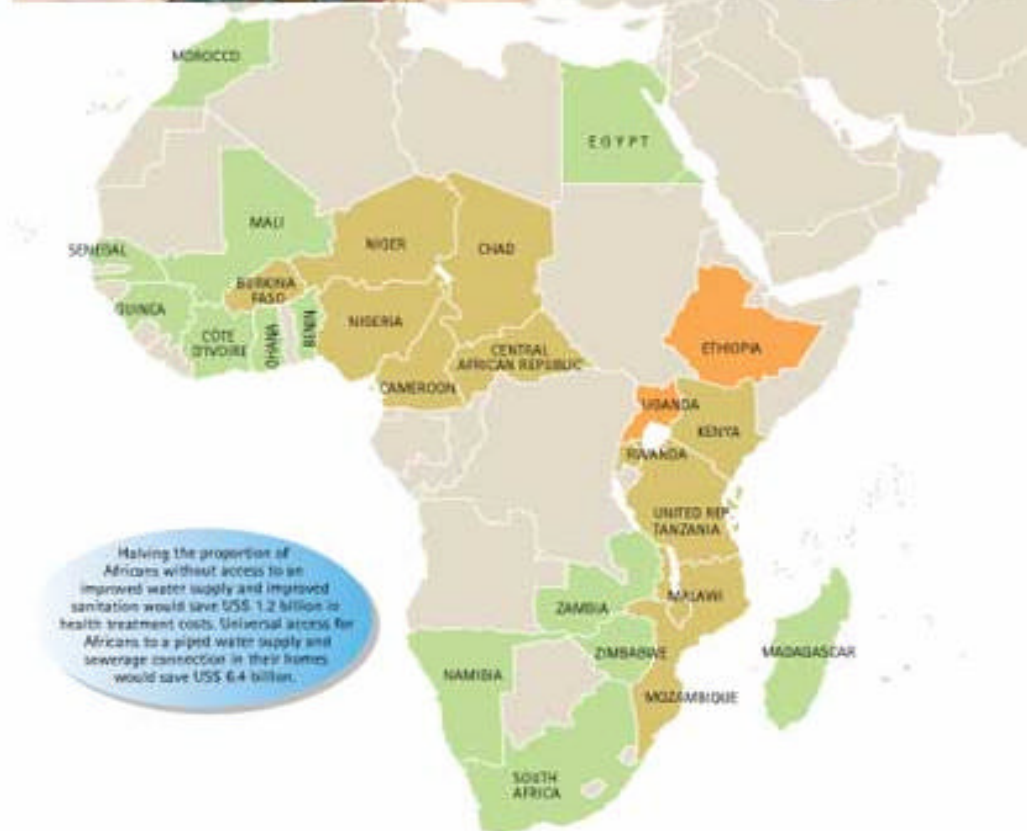 MOROCCO
EGYPT
MALI
NIGER
CHAD
SENEGAL
BURKINA
FASO
GUINEA
CÔTE
D'IVOIRE
GHANA
BENIN
NIGERIA
CENTRAL
AFRICAN REPUBLIC
ETHIOPIA
CAMEROON
UGANDA
KENYA
RWANDA
UNITED REP.
TANZANIA
Halving the proportion of
Africans without access to an
improved water supply and improved
sanitation would save US$ 1.2 billion in
health treatment costs. Universal access for
Africans to a piped water supply and
sewerage connection in their homes
would save US$ 6.4 billion.
MALAWI
ZAMBIA
ZIMBABWE
MADAGASCAR
NAMIBIA
MOZAMBIQUE
SOUTH
AFRICA